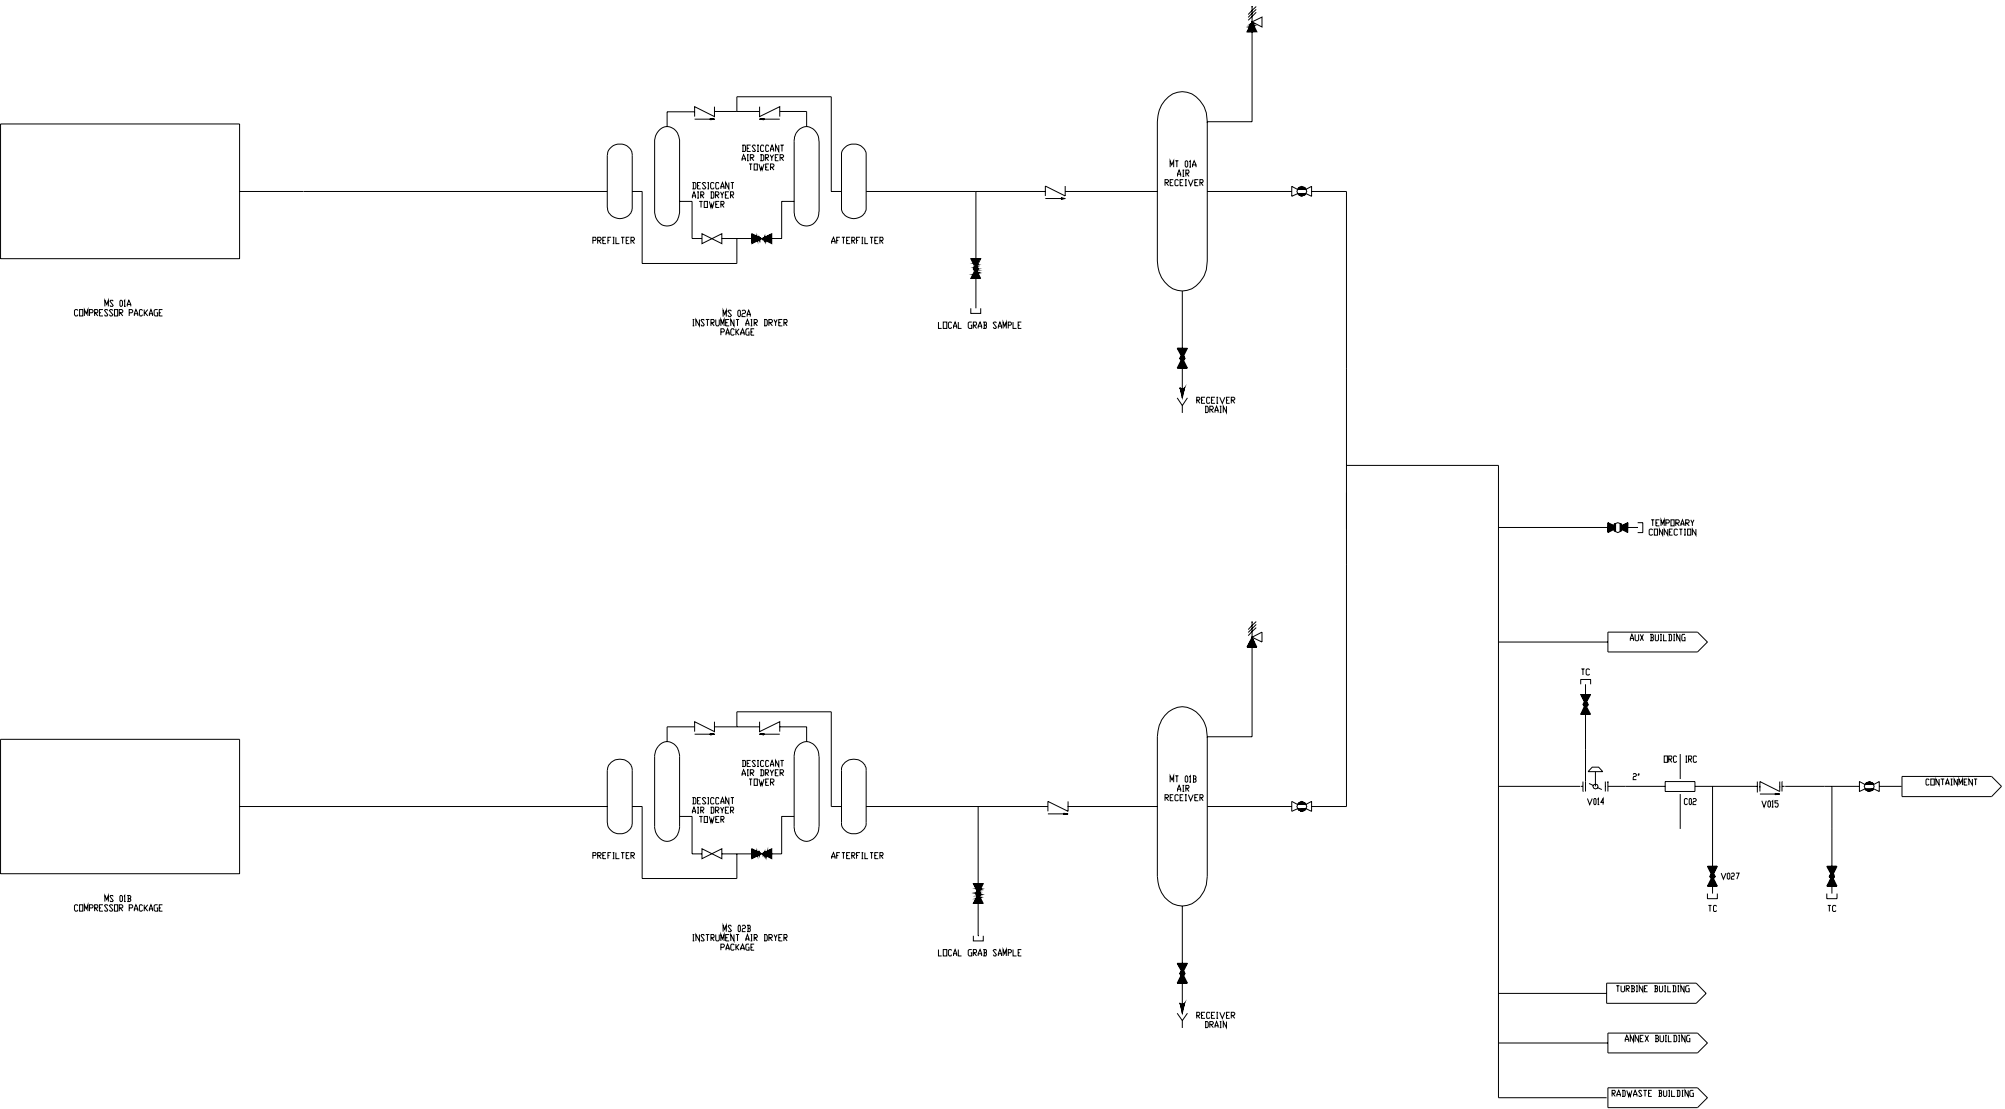 DESICCANT
AIR DRYER
TOWER
DESICCANT
AIR DRYER
TOWER
PREFILTER
AFTERFILTER
MT 01A
AIR
RECEIVER
MS 01A
COMPRESSOR PACKAGE
MS 02A
INSTRUMENT AIR DRYER
PACKAGE
LOCAL GRAB SAMPLE
RECEIVER
DRAIN
TEMPORARY
CONNECTION
AUX BUILDING
TC
ORC IRC
2"
V014
C02
V015
CONTAINMENT
V027
TC
TC
DESICCANT
AIR DRYER
TOWER
DESICCANT
AIR DRYER
TOWER
PREFILTER
AFTERFILTER
MT 01B
AIR
RECEIVER
MS 01B
COMPRESSOR PACKAGE
MS 02B
INSTRUMENT AIR DRYER
PACKAGE
LOCAL GRAB SAMPLE
RECEIVER
DRAIN
TURBINE BUILDING
ANNEX BUILDING
RADWASTE BUILDING